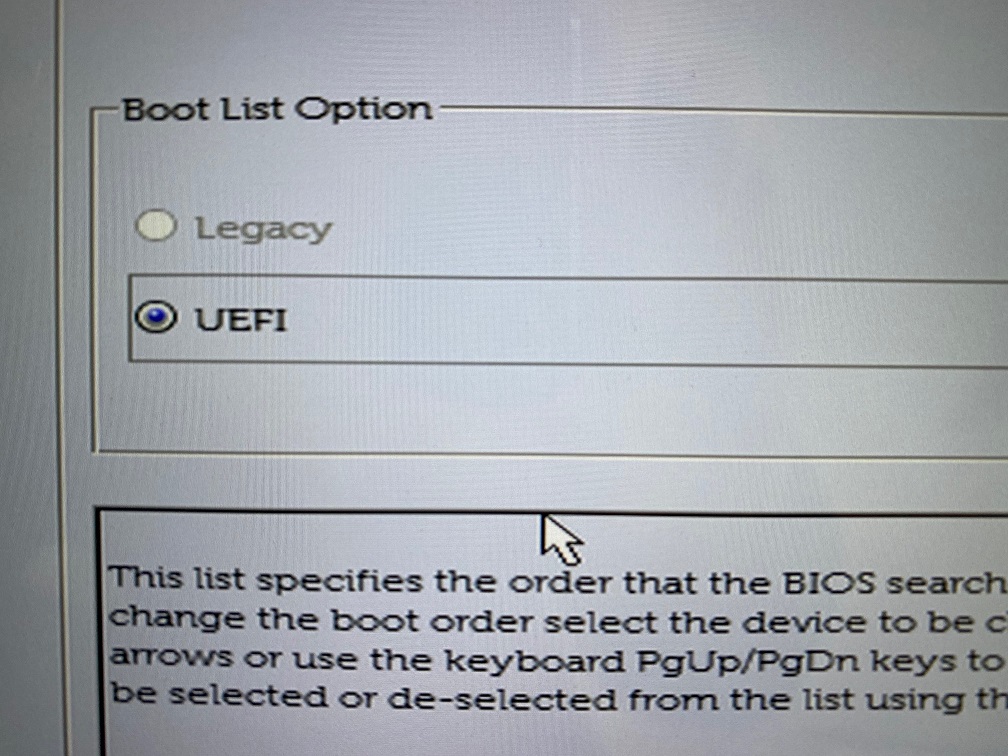 Boot List Option
Legacy
UEFI
This list specifies the order that the BIOS search
change the boot order select the device to be
arrows or use the keyboard PgUp/PgDn keys to
be selected or de-selected from the list using